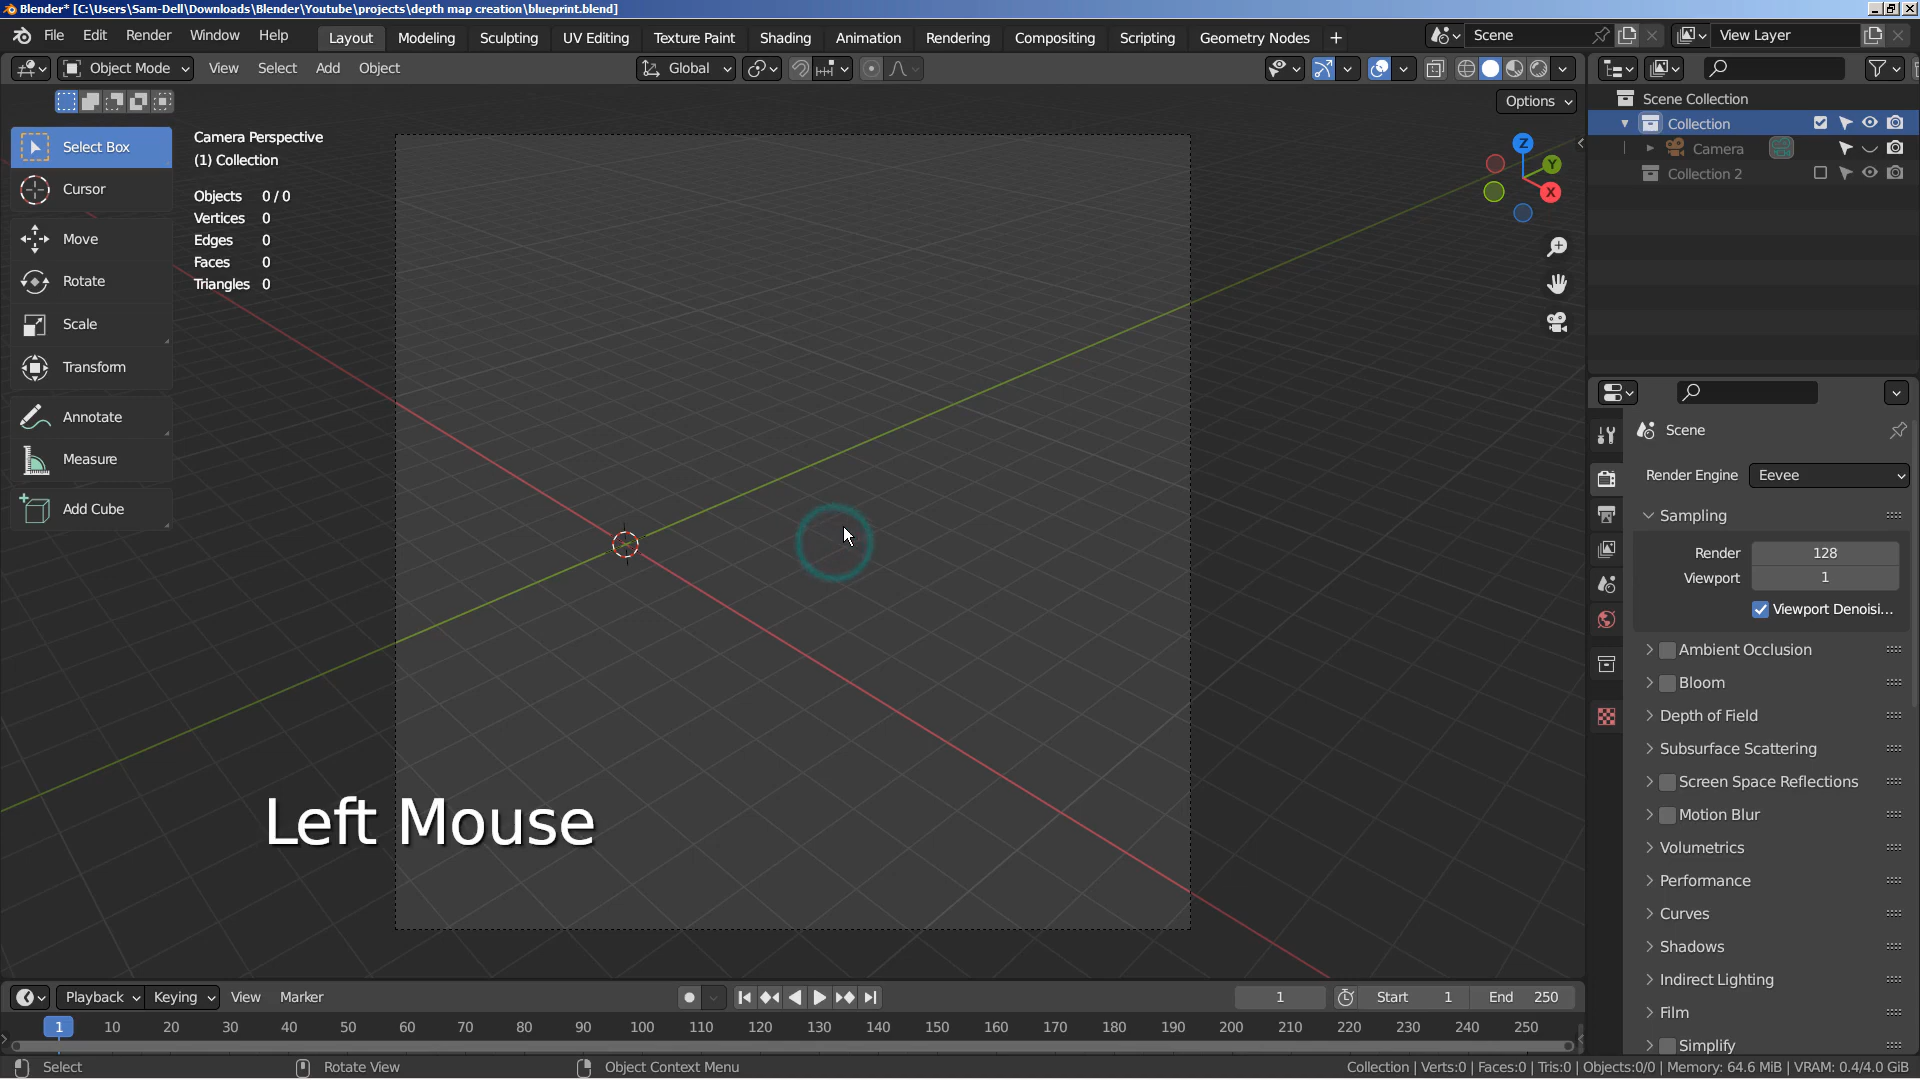 Blender* [C:\Users\Sam-Dell\Downloads\Blender\Youtube\projects\depth map creation\blueprint.blend]
File Edit Render Window Help Layout Modeling Sculpting UV Editing Texture Paint Shading Animation Rendering Compositing Scripting Geometry Nodes + Scene View Layer
Object Mode View Select Add Object Global
Options
Select Box
Cursor
Move
Rotate
Scale
Transform
Annotate
Measure
Add Cube
Camera Perspective
(1) Collection
Objects 0 / 0
Vertices 0
Edges 0
Faces 0
Triangles 0
Z
Y
X
Left Mouse
Scene Collection
Collection
Camera
Collection 2
Scene
Render Engine Eevee
Sampling
Render 128
Viewport 1
Viewport Denoisi...
Ambient Occlusion
Bloom
Depth of Field
Subsurface Scattering
Screen Space Reflections
Motion Blur
Volumetrics
Performance
Curves
Shadows
Indirect Lighting
Film
Simplify
Playback Keying View Marker 1 Start 1 End 250
1 10 20 30 40 50 60 70 80 90 100 110 120 130 140 150 160 170 180 190 200 210 220 230 240 250
Select Rotate View Object Context Menu Collection | Verts:0 | Faces:0 | Tris:0 | Objects:0/0 | Memory: 64.6 MiB | VRAM: 0.4/4.0 GiB